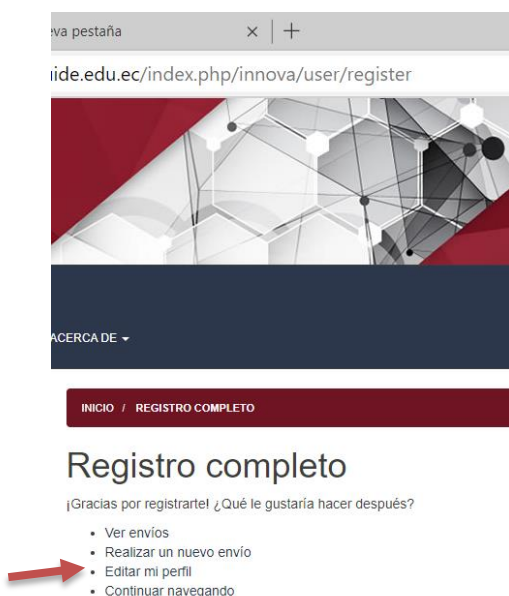 eva pestaña
uide.edu.ec/index.php/innova/user/register
ACERCA DE
INICIO / REGISTRO COMPLETO
Registro completo
¡Gracias por registrarte! ¿Qué le gustaría hacer después?
• Ver envíos
• Realizar un nuevo envío
• Editar mi perfil
• Continuar navegando